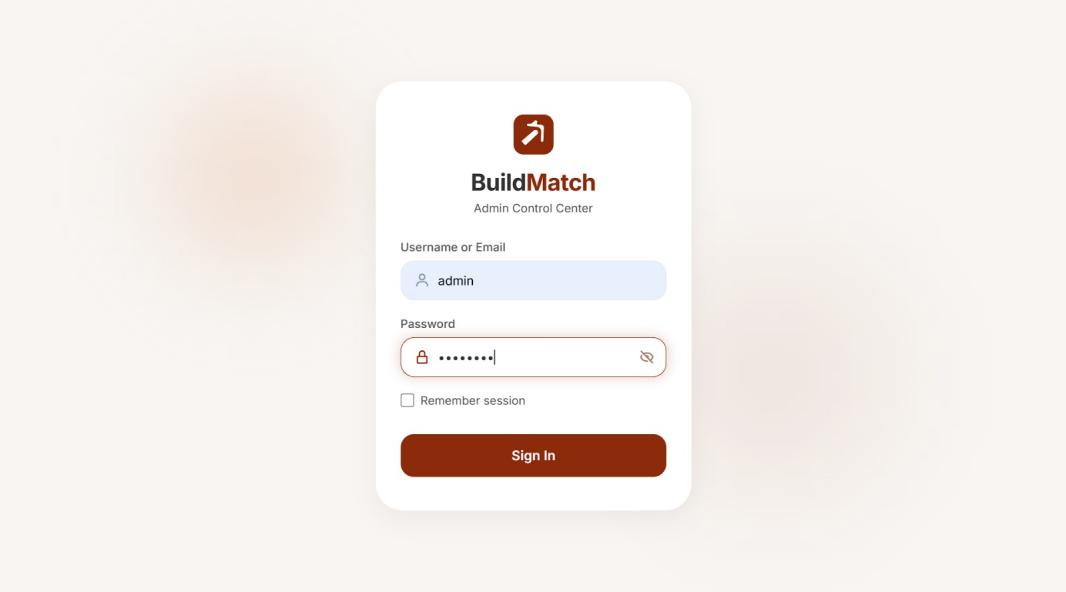 BuildMatch
Admin Control Center
Username or Email
admin
Password
••••••••
Remember session
Sign In